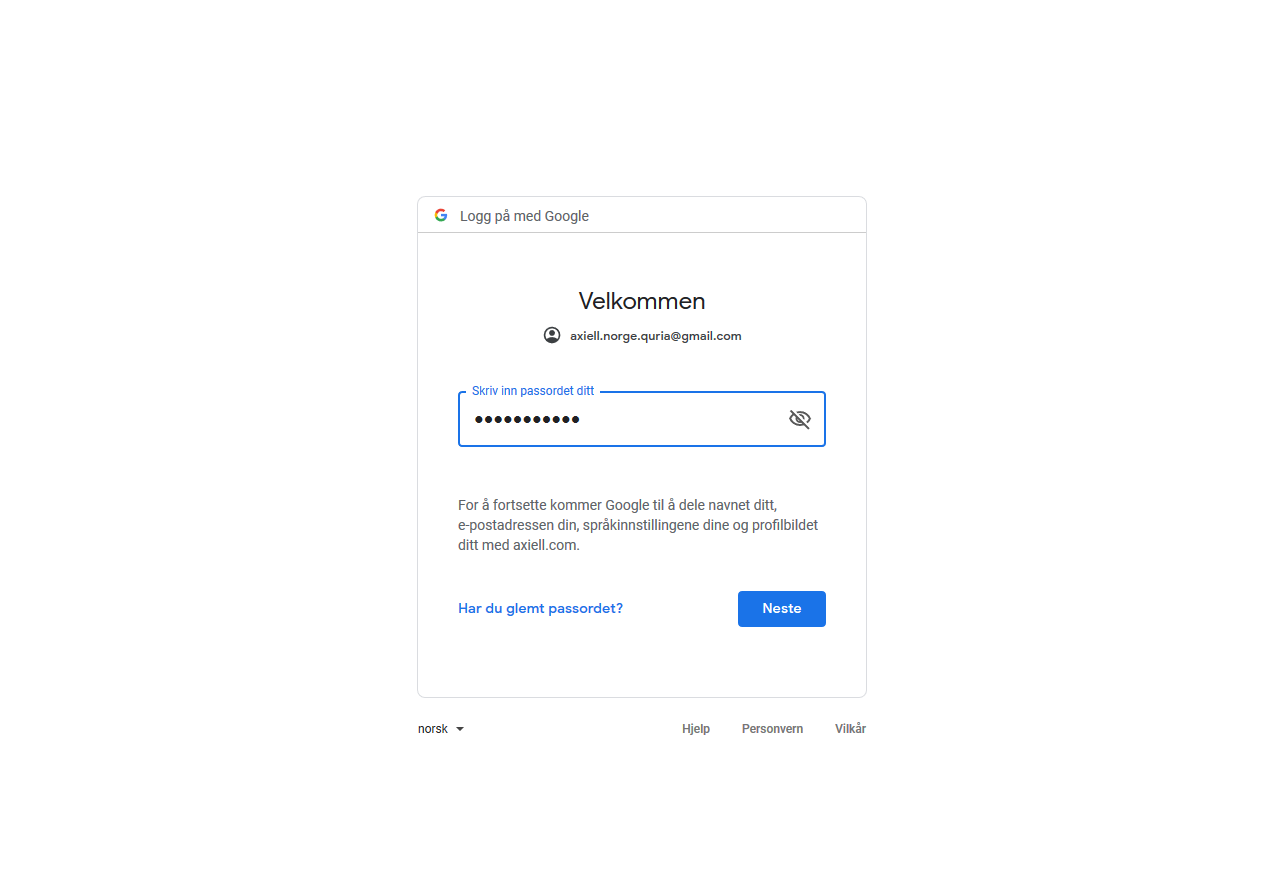 Logg på med Google
Velkommen
axiell.norge.quria@gmail.com
Skriv inn passordet ditt
●●●●●●●●●●●
For å fortsette kommer Google til å dele navnet ditt,
e-postadressen din, språkinnstillingene dine og profilbildet
ditt med axiell.com.
Har du glemt passordet?
Neste
norsk
Hjelp
Personvern
Vilkår